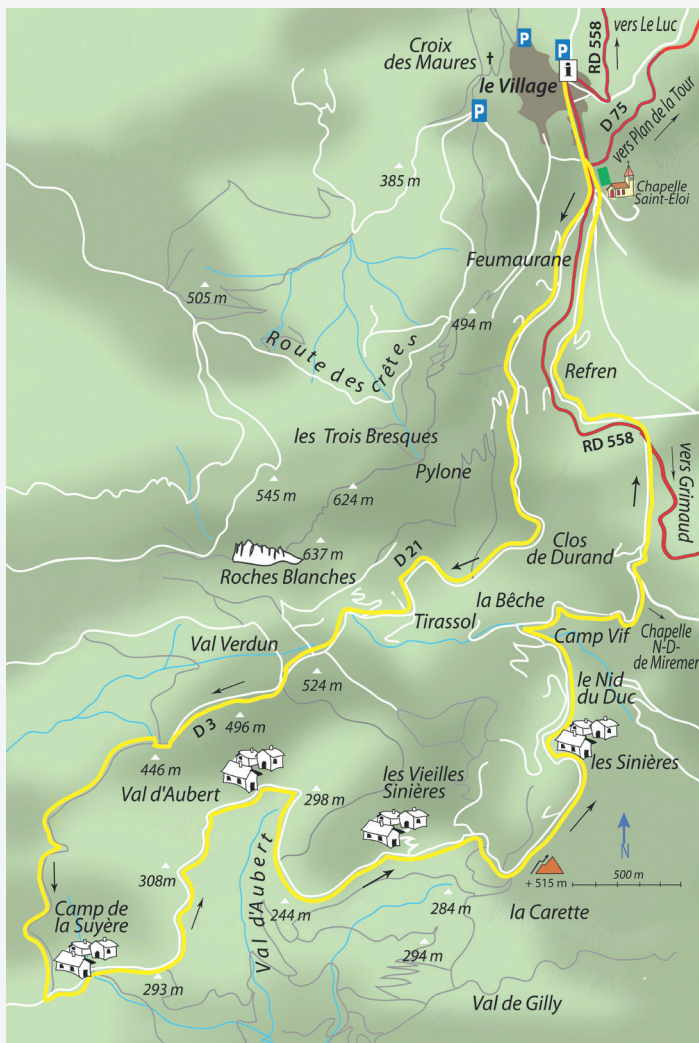 vers Le Luc
RD 558
P
P
Croix
des Maures
i
le Village
D 75
vers Plan de la Tour
P
385 m
Chapelle
Saint-Eloi
Feumaurane
505 m
494 m
Route des crêtes
Refren
les Trois Bresques
RD 558
Pylone
vers Grimaud
545 m
624 m
637 m
D 21
Clos
de Durand
Roches Blanches
la Bêche
Tirassol
Camp Vif
Chapelle
N-D-
de Miremer
Val Verdun
524 m
le Nid
du Duc
D 3
496 m
446 m
les Sinières
Val d'Aubert
298 m
les Vieilles
Sinières
N
308m
+ 515 m
500 m
Val d'Aubert
Camp de
la Suyère
244 m
284 m
la Carette
294 m
293 m
Val de Gilly